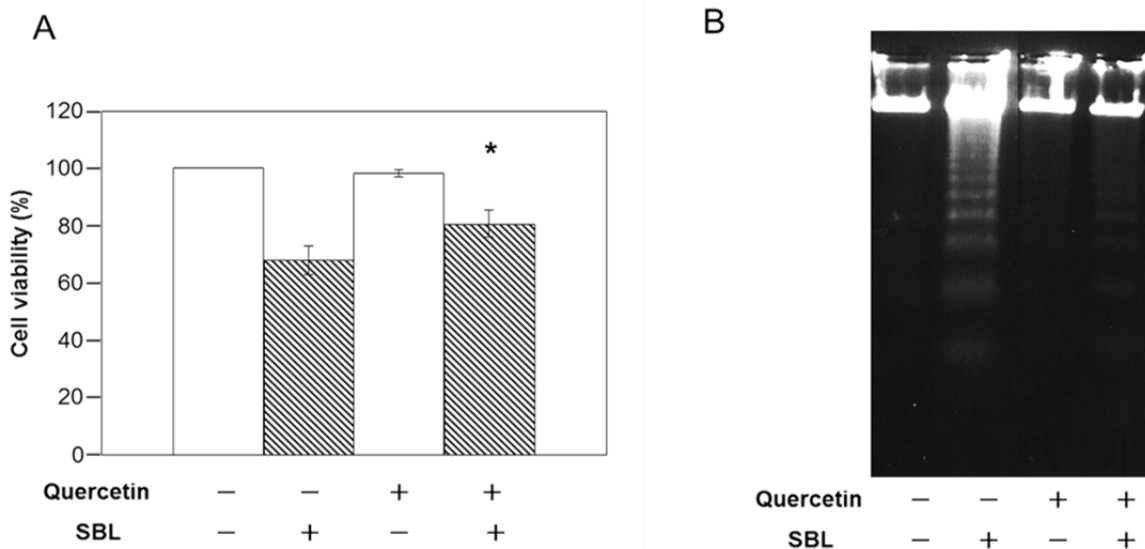 A
B
120
100
80
60
40
20
0
Cell viability (%)
*
Quercetin − − + +
SBL − + − +
Quercetin − − + +
SBL − + − +